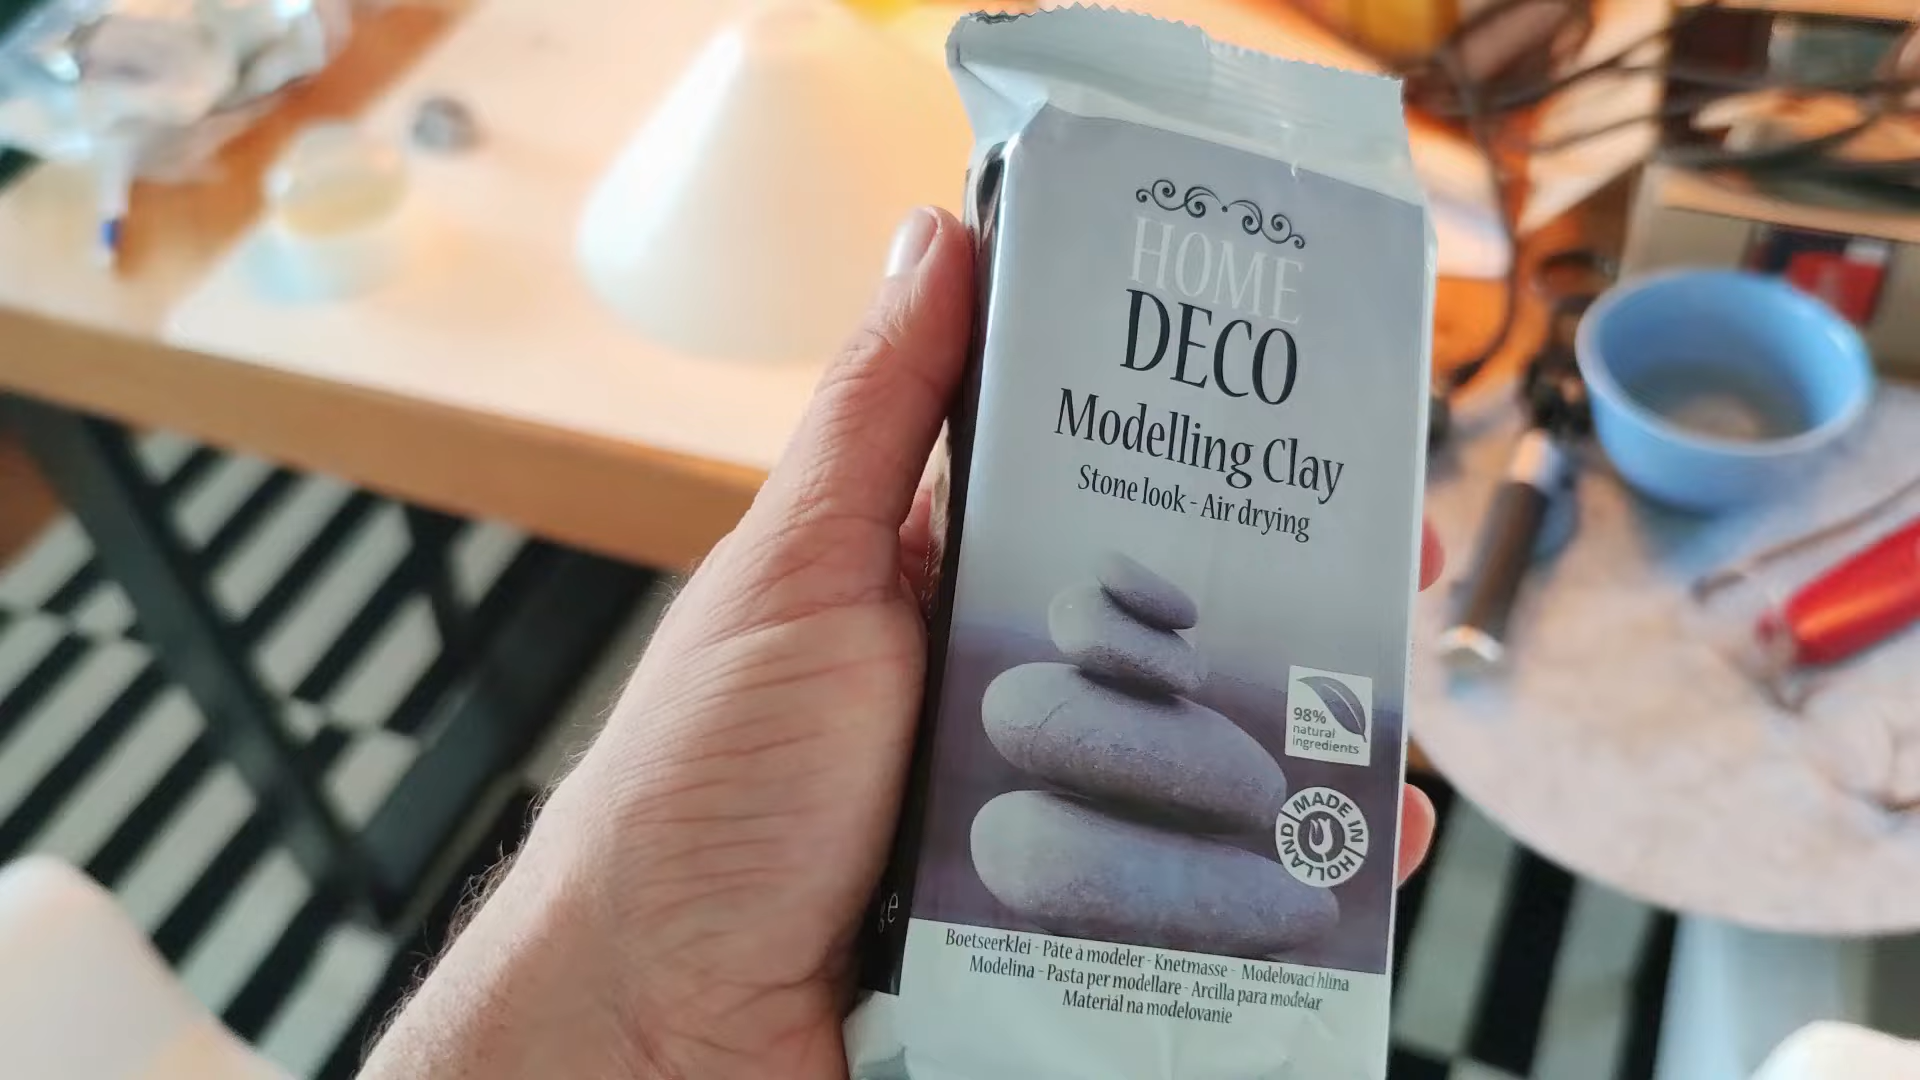 HOME
DECO
Modelling Clay
Stone look - Air drying
98%
natural
ingredients
MADE IN
HOLLAND
Boetseerklei - Pâte à modeler - Knetmasse - Modelovací hlína
Modelina - Pasta per modellare - Arcilla para modelar
Materiál na modelovanie